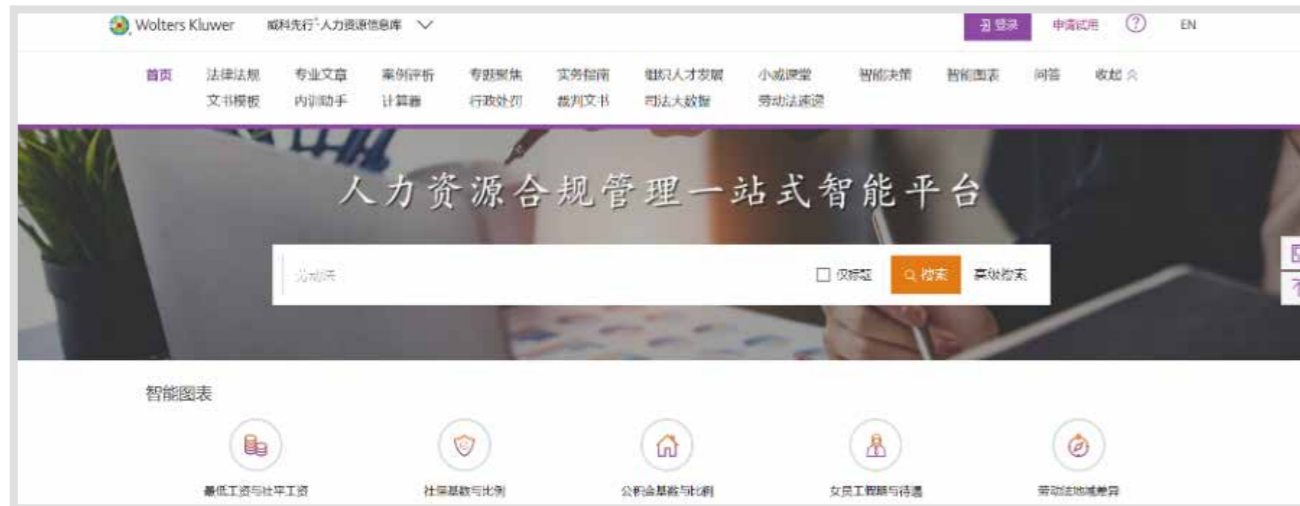 Wolters Kluwer 威科先行·人力资源信息库 登录 申请试用 ? EN
首页 法律法规 专业文章 案例评析 专题聚焦 实务指南 组织人才发展 小威课堂 智能决策 智能图表 问答 收起
文书模板 内训助手 计算器 行政处罚 裁判文书 司法大数据 劳动法速递
人力资源合规管理一站式智能平台
劳动法 仅标题 搜索 高级搜索
智能图表
最低工资与社平工资 社保基数与比例 公积金基数与比例 女员工假期与待遇 劳动法地域差异